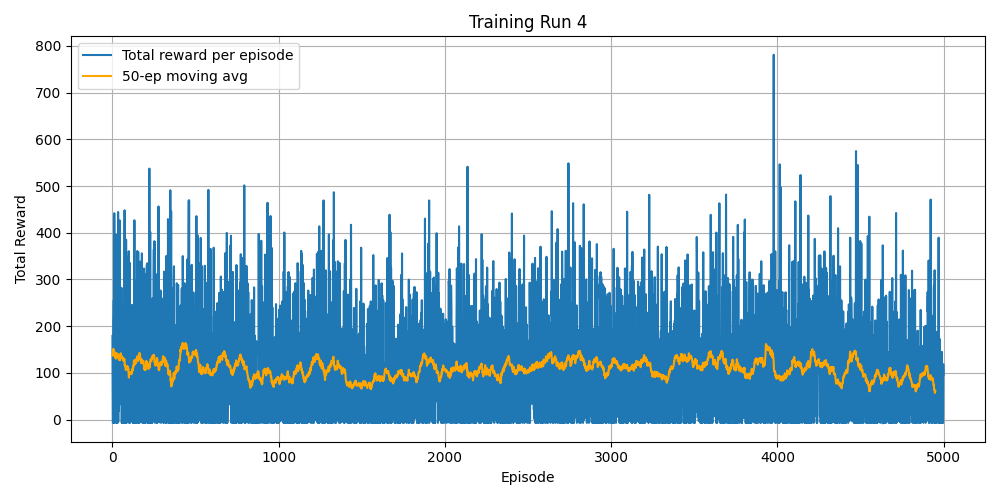 Training Run 4
Total reward per episode
50-ep moving avg
Total Reward
800
700
600
500
400
300
200
100
0
0 1000 2000 3000 4000 5000
Episode